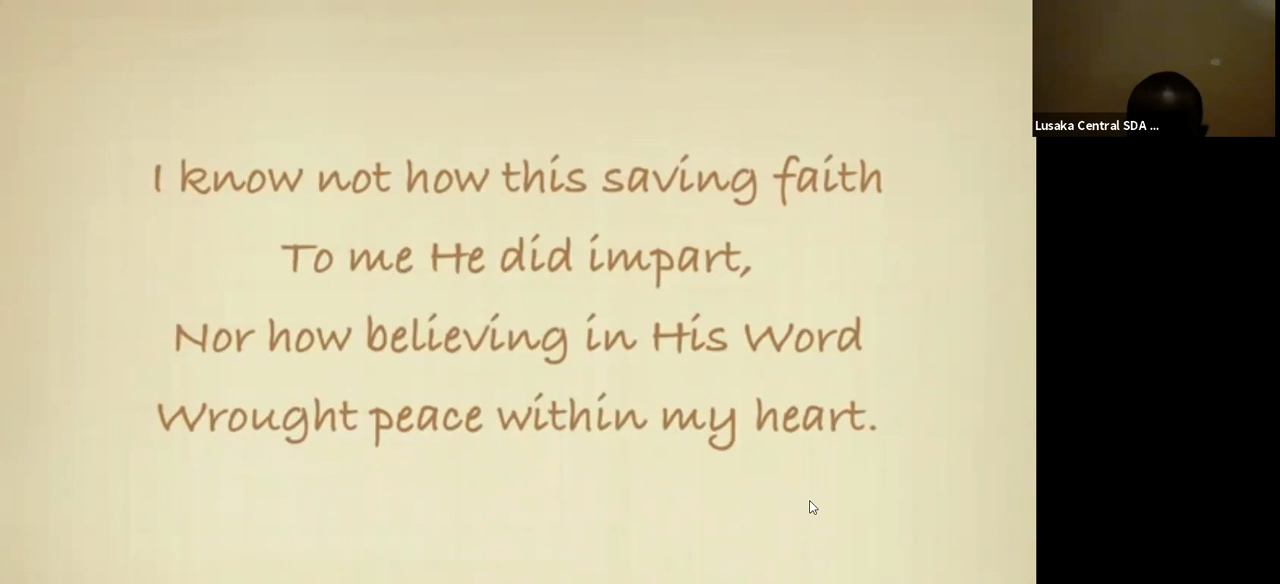 I know not how this saving faith
To me He did impart,
Nor how believing in His Word
Wrought peace within my heart.
Lusaka Central SDA ...